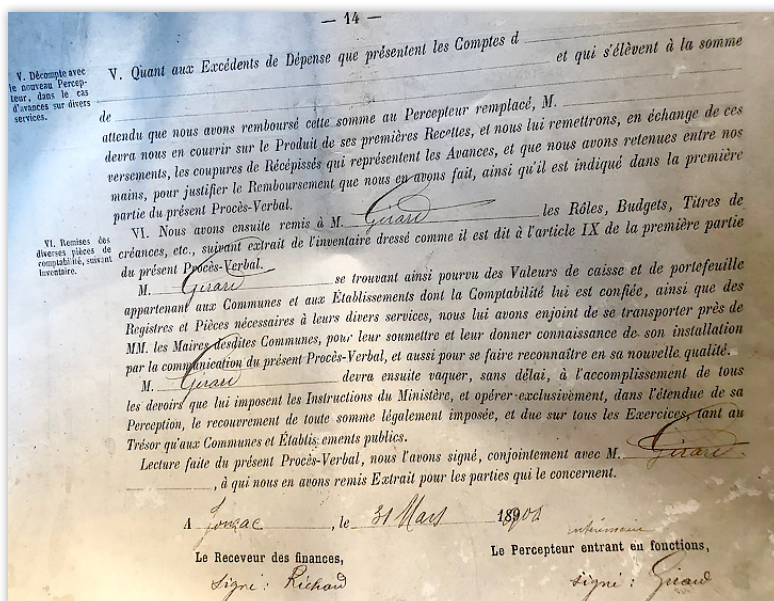 — 14 —
V. Décompte avec
le nouveau Percep-
teur, dans le cas
d'avances sur divers
services.
V. Quant aux Excédents de Dépense que présentent les Comptes d
et qui s'élèvent à la somme
de
attendu que nous avons remboursé cette somme au Percepteur remplacé, M.
devra nous en couvrir sur le Produit de ses premières Recettes, et nous lui remettrons, en échange de ces
versements, les coupures de Récépissés qui représentent les Avances, et que nous avons retenues entre nos
mains, pour justifier le Remboursement que nous en avons fait, ainsi qu'il est indiqué dans la première
partie du présent Procès-Verbal.
VI. Remises des
diverses pièces de
comptabilité, suivant
Inventaire.
VI. Nous avons ensuite remis à M. Girard les Rôles, Budgets, Titres de
créances, etc., suivant extrait de l'inventaire dressé comme il est dit à l'article IX de la première partie
du présent Procès-Verbal.
M. Girard se trouvant ainsi pourvu des Valeurs de caisse et de portefeuille
appartenant aux Communes et aux Établissements dont la Comptabilité lui est confiée, ainsi que des
Registres et Pièces nécessaires à leurs divers services, nous lui avons enjoint de se transporter près de
MM. les Maires desdites Communes, pour leur soumettre et leur donner connaissance de son installation
par la communication du présent Procès-Verbal, et aussi pour se faire reconnaître en sa nouvelle qualité.
M. Girard devra ensuite vaquer, sans délai, à l'accomplissement de tous
les devoirs que lui imposent les Instructions du Ministère, et opérer exclusivement, dans l'étendue de sa
Perception, le recouvrement de toute somme légalement imposée, et due sur tous les Exercices, tant au
Trésor qu'aux Communes et Établissements publics.
Lecture faite du présent Procès-Verbal, nous l'avons signé, conjointement avec M. Girard.
, à qui nous en avons remis Extrait pour les parties qui le concernent.
A Jonzac, le 31 Mars 1900
intérimaire
Le Receveur des finances,
Le Percepteur entrant en fonctions,
signé : Richard
signé : Girard